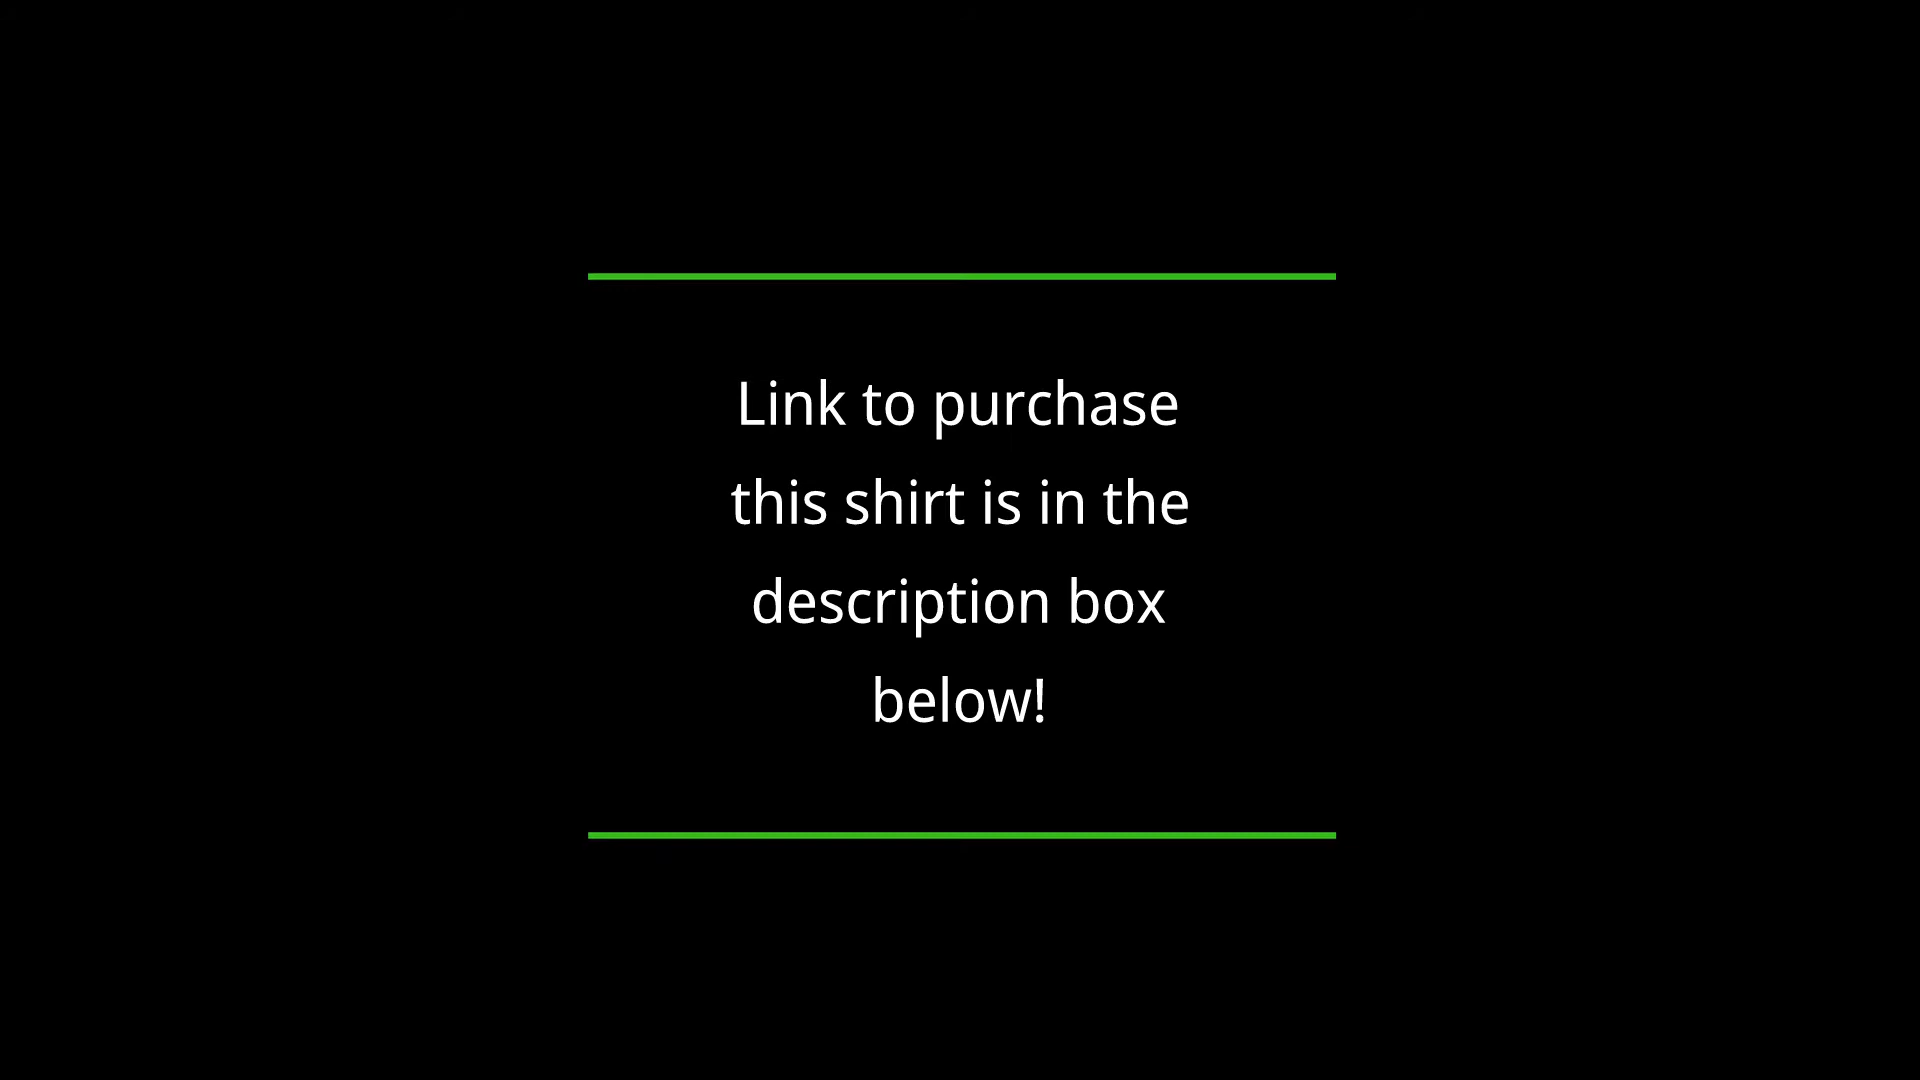 Link to purchase
this shirt is in the
description box
below!